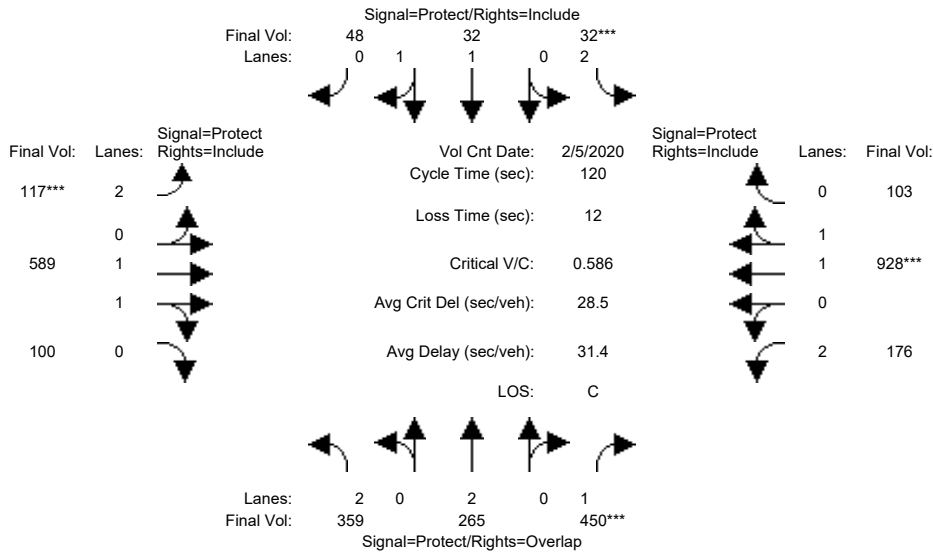 Signal=Protect/Rights=Include
Final Vol: 48 32 32***
Lanes: 0 1 1 0 2
Signal=Protect
Final Vol: Lanes: Rights=Include
Vol Cnt Date: 2/5/2020
Signal=Protect
Rights=Include Lanes: Final Vol:
Cycle Time (sec): 120
117*** 2
0 103
Loss Time (sec): 12
0
1
589 1
Critical V/C: 0.586
1 928***
1
Avg Crit Del (sec/veh): 28.5
0
100 0
Avg Delay (sec/veh): 31.4
2 176
LOS: C
Lanes: 2 0 2 0 1
Final Vol: 359 265 450***
Signal=Protect/Rights=Overlap